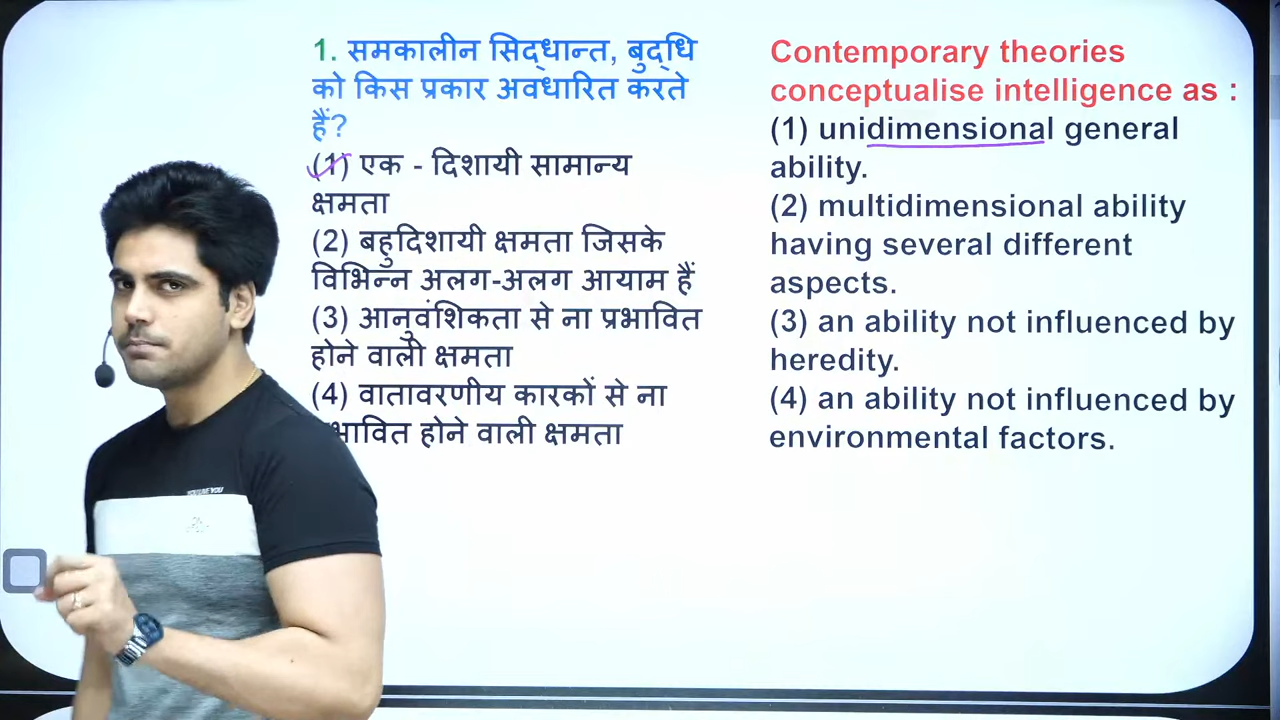 1. समकालीन सिद्धान्त, बुद्धि
को किस प्रकार अवधारित करते
हैं?
(1) एक - दिशायी सामान्य
क्षमता
(2) बहुदिशायी क्षमता जिसके
विभिन्न अलग-अलग आयाम हैं
(3) आनुवंशिकता से ना प्रभावित
होने वाली क्षमता
(4) वातावरणीय कारकों से ना
होने वाली क्षमता
Contemporary theories
conceptualise intelligence as :
(1) unidimensional general
ability.
(2) multidimensional ability
having several different
aspects.
(3) an ability not influenced by
heredity.
(4) an ability not influenced by
environmental factors.